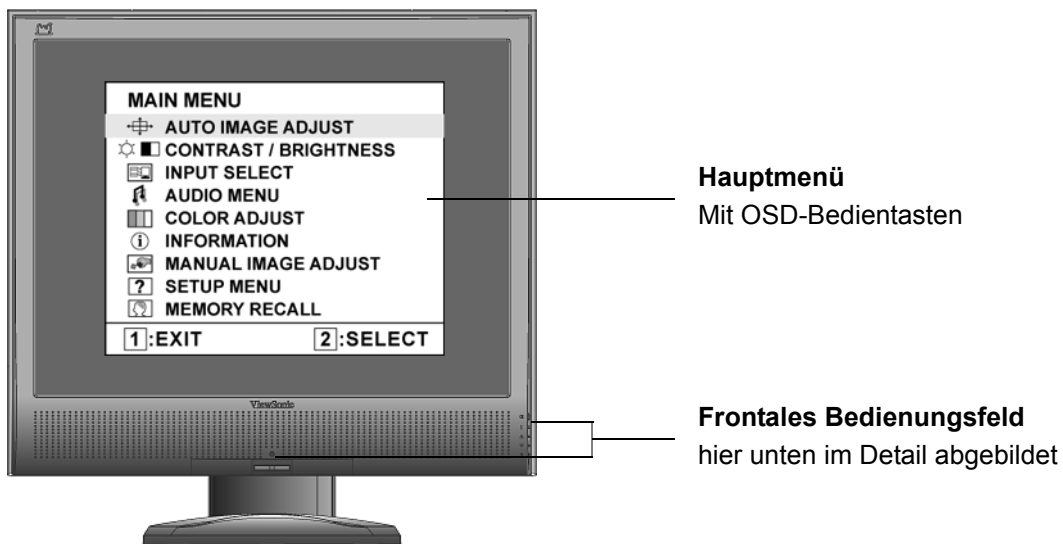 MAIN MENU
AUTO IMAGE ADJUST
CONTRAST / BRIGHTNESS
INPUT SELECT
AUDIO MENU
COLOR ADJUST
INFORMATION
MANUAL IMAGE ADJUST
SETUP MENU
MEMORY RECALL
1:EXIT 2:SELECT
ViewSonic
Hauptmenü
Mit OSD-Bedientasten
Frontales Bedienungsfeld
hier unten im Detail abgebildet